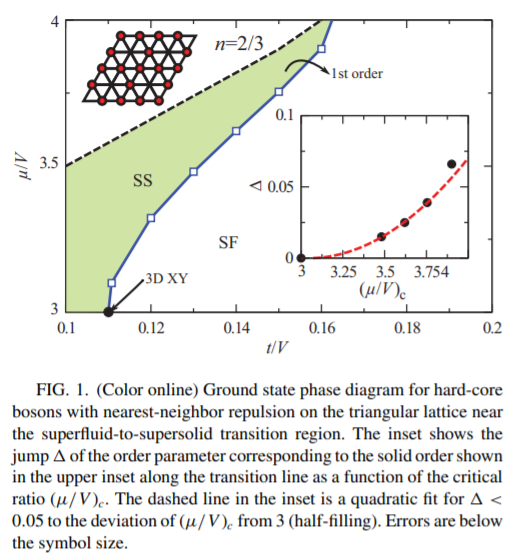 4
n=2/3
1st order
0.1
3.5
μ/V
SS
Δ
0.05
SF
0
3 3.25 3.5 3.75 4
(μ/V)c
3D XY
3
0.1 0.12 0.14 0.16 0.18 0.2
t/V
FIG. 1. (Color online) Ground state phase diagram for hard-core
bosons with nearest-neighbor repulsion on the triangular lattice near
the superfluid-to-supersolid transition region. The inset shows the
jump Δ of the order parameter corresponding to the solid order shown
in the upper inset along the transition line as a function of the critical
ratio (μ/V)c. The dashed line in the inset is a quadratic fit for Δ <
0.05 to the deviation of (μ/V)c from 3 (half-filling). Errors are below
the symbol size.